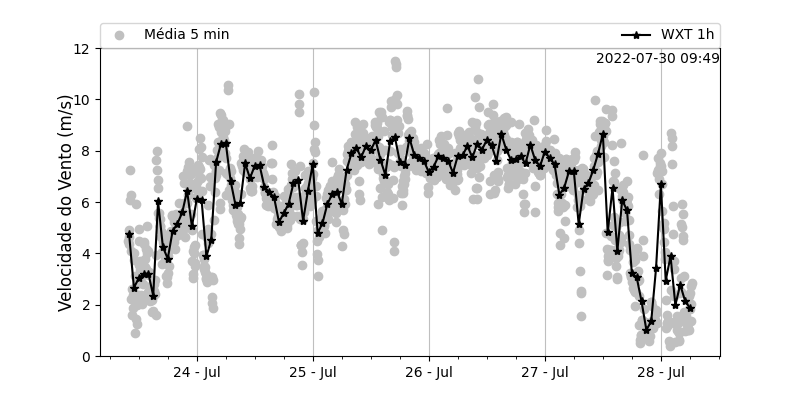 Média 5 min
WXT 1h
2022-07-30 09:49
Velocidade do Vento (m/s)
12
10
8
6
4
2
0
24 - Jul
25 - Jul
26 - Jul
27 - Jul
28 - Jul